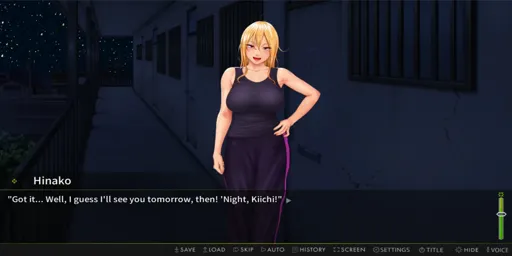 Hinako
"Got it... Well, I guess I'll see you tomorrow, then! 'Night, Kiichi!"
SAVE LOAD SKIP AUTO HISTORY SCREEN SETTINGS TITLE HIDE VOICE